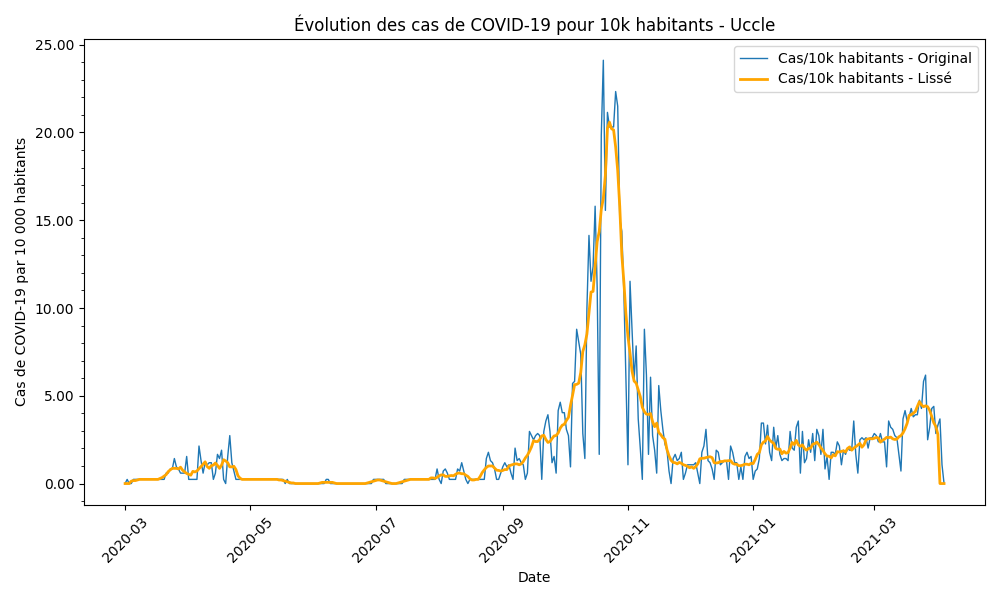 Évolution des cas de COVID-19 pour 10k habitants - Uccle
Cas/10k habitants - Original
Cas/10k habitants - Lissé
Cas de COVID-19 par 10 000 habitants
25.00
20.00
15.00
10.00
5.00
0.00
2020-03
2020-05
2020-07
2020-09
2020-11
2021-01
2021-03
Date